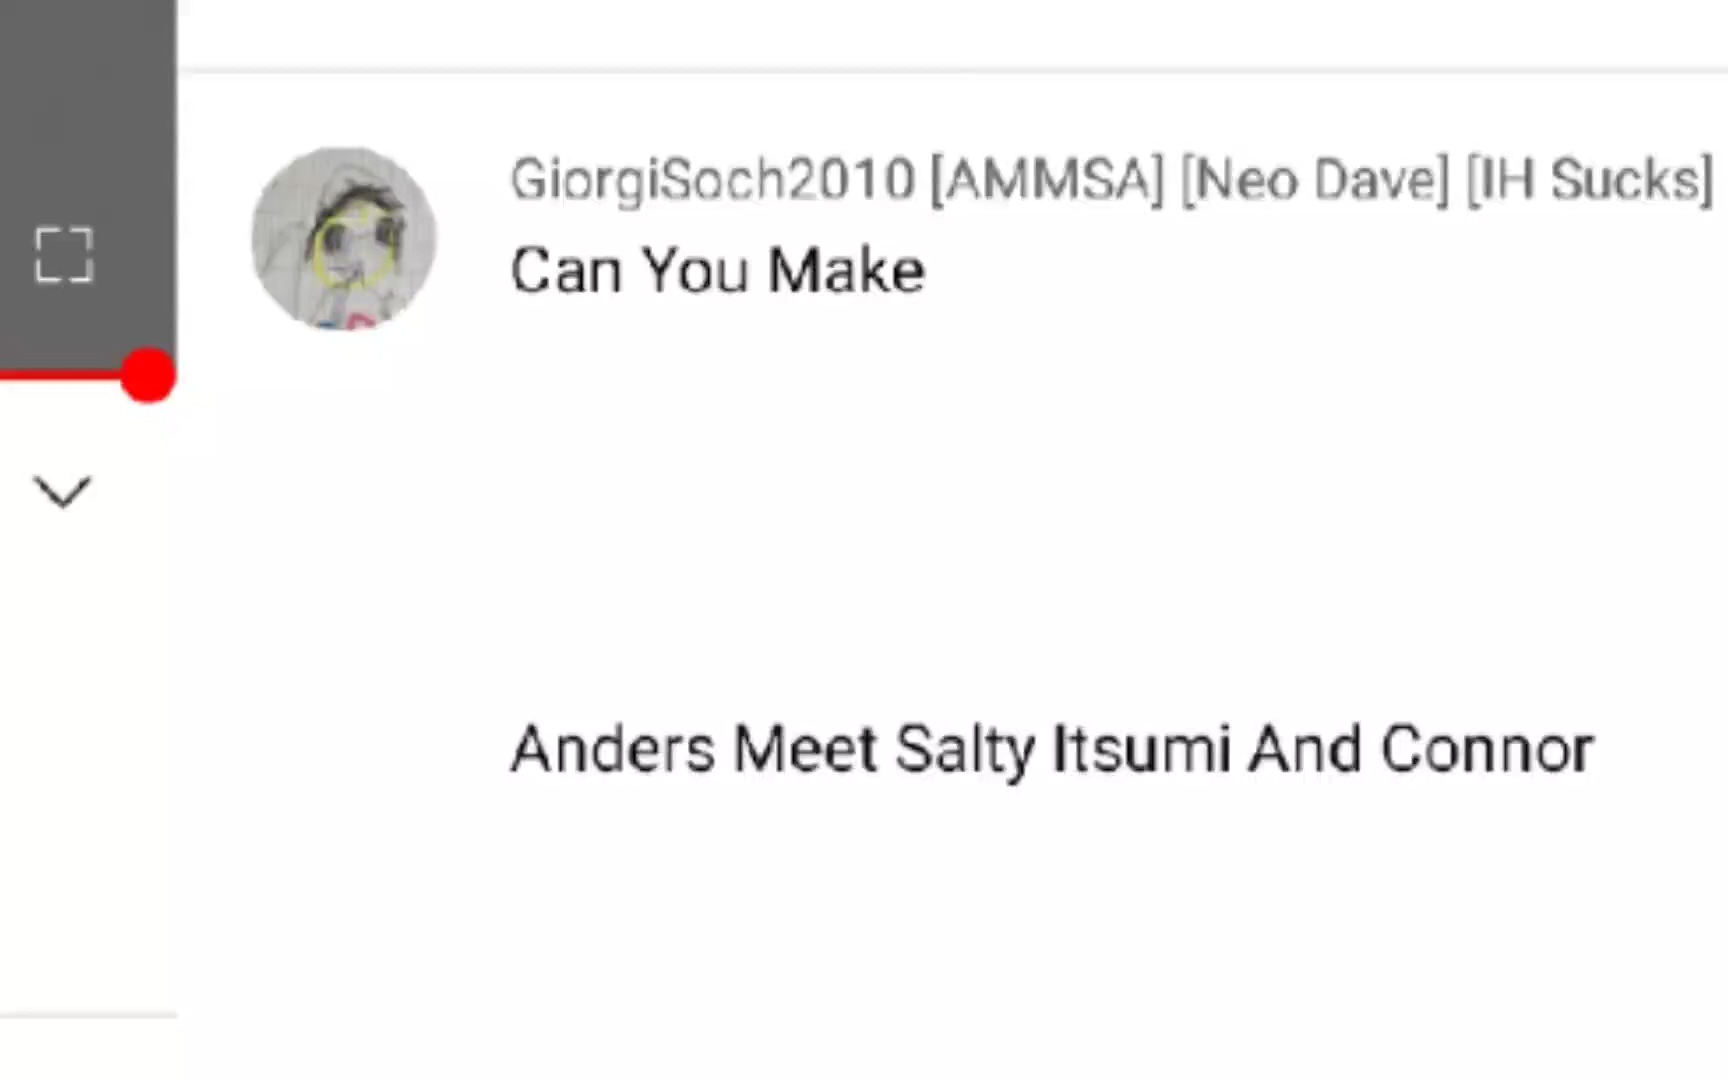 GiorgiSoch2010 [AMMSA] [Neo Dave] [IH Sucks]
Can You Make
Anders Meet Salty Itsumi And Connor